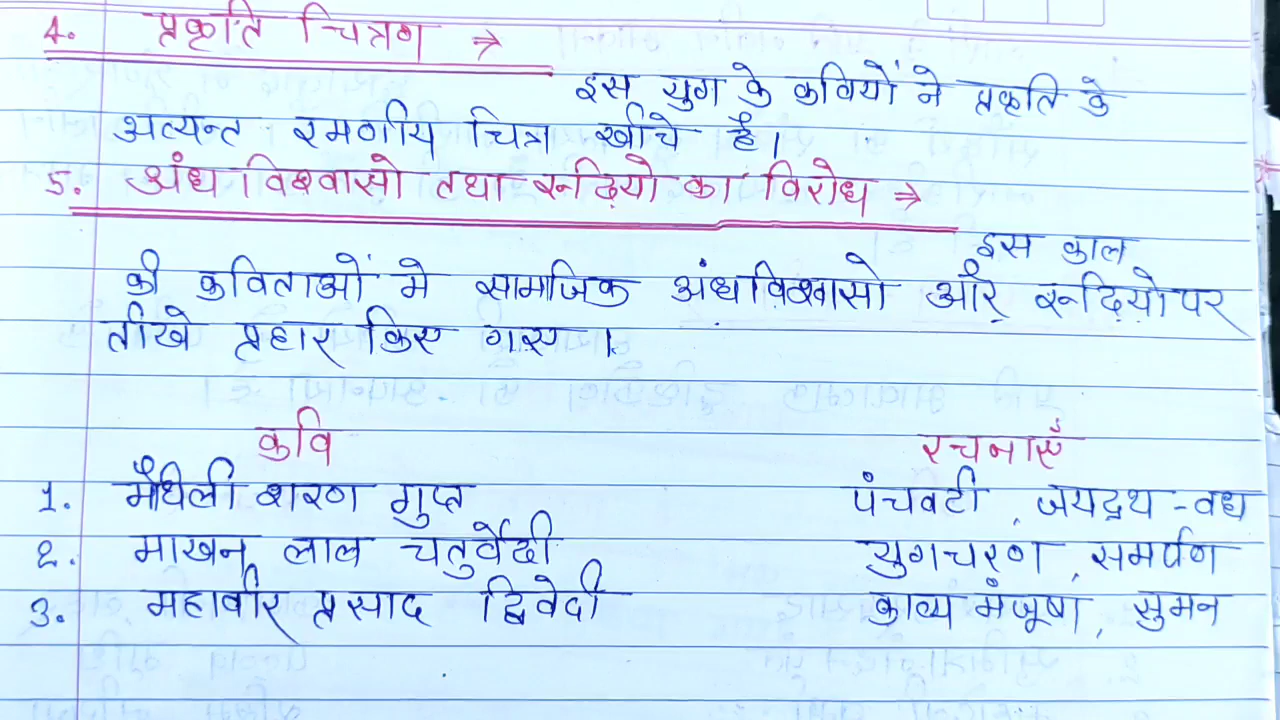 4. प्रकृति चित्रण →
इस युग के कवियों ने प्रकृति के
अत्यन्त रमणीय चित्र खीचे है।
5. अंध विश्वासो तथा रूढ़ियो का विरोध →
इस काल
की कविताओं मे सामाजिक अंधविश्वासो और रूढ़ियो पर
तीखे प्रहार किए गए ।
कवि रचनाएँ
1. मैथिली शरण गुप्त पंचवटी , जयद्रथ - वध
2. माखन लाल चतुर्वेदी युगचरण , समर्पण
3. महावीर प्रसाद द्विवेदी काव्य मंजूषा , सुमन